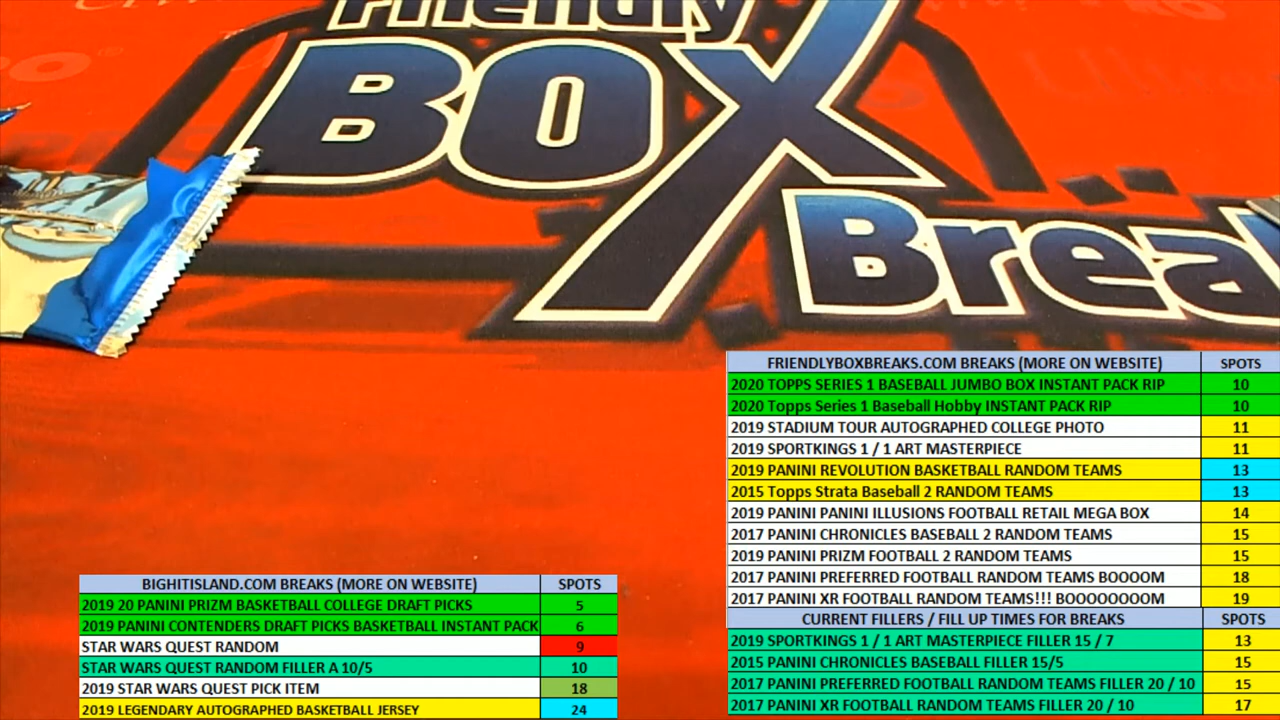 Friendly
BOX
Brea
FRIENDLYBOXBREAKS.COM BREAKS (MORE ON WEBSITE) SPOTS
2020 TOPPS SERIES 1 BASEBALL JUMBO BOX INSTANT PACK RIP 10
2020 Topps Series 1 Baseball Hobby INSTANT PACK RIP 10
2019 STADIUM TOUR AUTOGRAPHED COLLEGE PHOTO 11
2019 SPORTKINGS 1 / 1 ART MASTERPIECE 11
2019 PANINI REVOLUTION BASKETBALL RANDOM TEAMS 13
2015 Topps Strata Baseball 2 RANDOM TEAMS 13
2019 PANINI PANINI ILLUSIONS FOOTBALL RETAIL MEGA BOX 14
2017 PANINI CHRONICLES BASEBALL 2 RANDOM TEAMS 15
2019 PANINI PRIZM FOOTBALL 2 RANDOM TEAMS 15
2017 PANINI PREFERRED FOOTBALL RANDOM TEAMS BOOOOM 18
2017 PANINI XR FOOTBALL RANDOM TEAMS!!! BOOOOOOOOM 19
CURRENT FILLERS / FILL UP TIMES FOR BREAKS SPOTS
2019 SPORTKINGS 1 / 1 ART MASTERPIECE FILLER 15 / 7 13
2015 PANINI CHRONICLES BASEBALL FILLER 15/5 15
2017 PANINI PREFERRED FOOTBALL RANDOM TEAMS FILLER 20 / 10 15
2017 PANINI XR FOOTBALL RANDOM TEAMS FILLER 20 / 10 17
BIGHITISLAND.COM BREAKS (MORE ON WEBSITE) SPOTS
2019 20 PANINI PRIZM BASKETBALL COLLEGE DRAFT PICKS 5
2019 PANINI CONTENDERS DRAFT PICKS BASKETBALL INSTANT PACK 6
STAR WARS QUEST RANDOM 9
STAR WARS QUEST RANDOM FILLER A 10/5 10
2019 STAR WARS QUEST PICK ITEM 18
2019 LEGENDARY AUTOGRAPHED BASKETBALL JERSEY 24